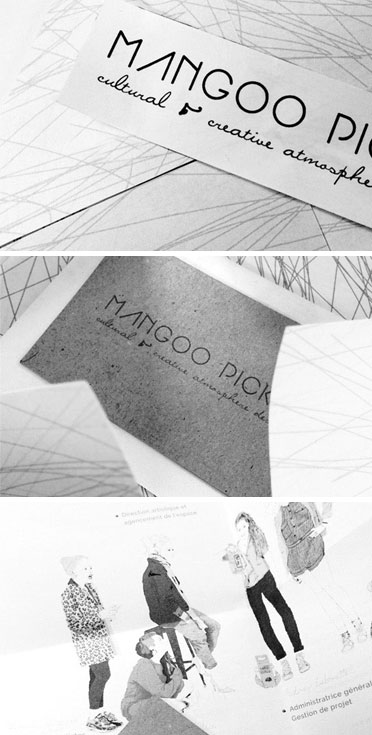 MANGOO PIC
cultural & creative atmosphe
MANGOO PICK
cultural & creative atmosphere de
Direction artistique et
agencement de l'espace
Administratrice général
Gestion de projet